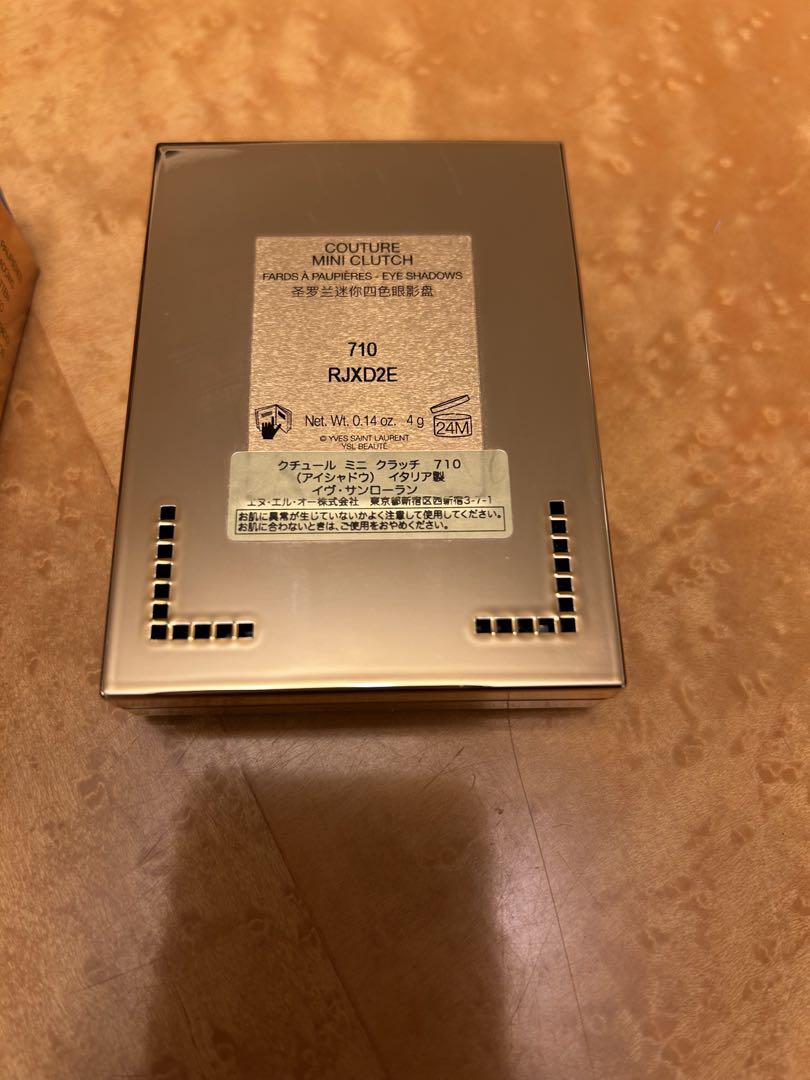 COUTURE
MINI CLUTCH
FARDS À PAUPIÈRES - EYE SHADOWS
圣罗兰迷你四色眼影盘
710
RJXD2E
Net. Wt. 0.14 oz. 4 g
24M
© YVES SAINT LAURENT
YSL BEAUTÉ
クチュール ミニ クラッチ 710
(アイシャドウ) イタリア製
イヴ・サンローラン
エヌ・エル・オー株式会社 東京都新宿区西新宿3-7-1
お肌に異常が生じていないかよく注意して使用してください。
お肌に合わないときは、ご使用をおやめください。